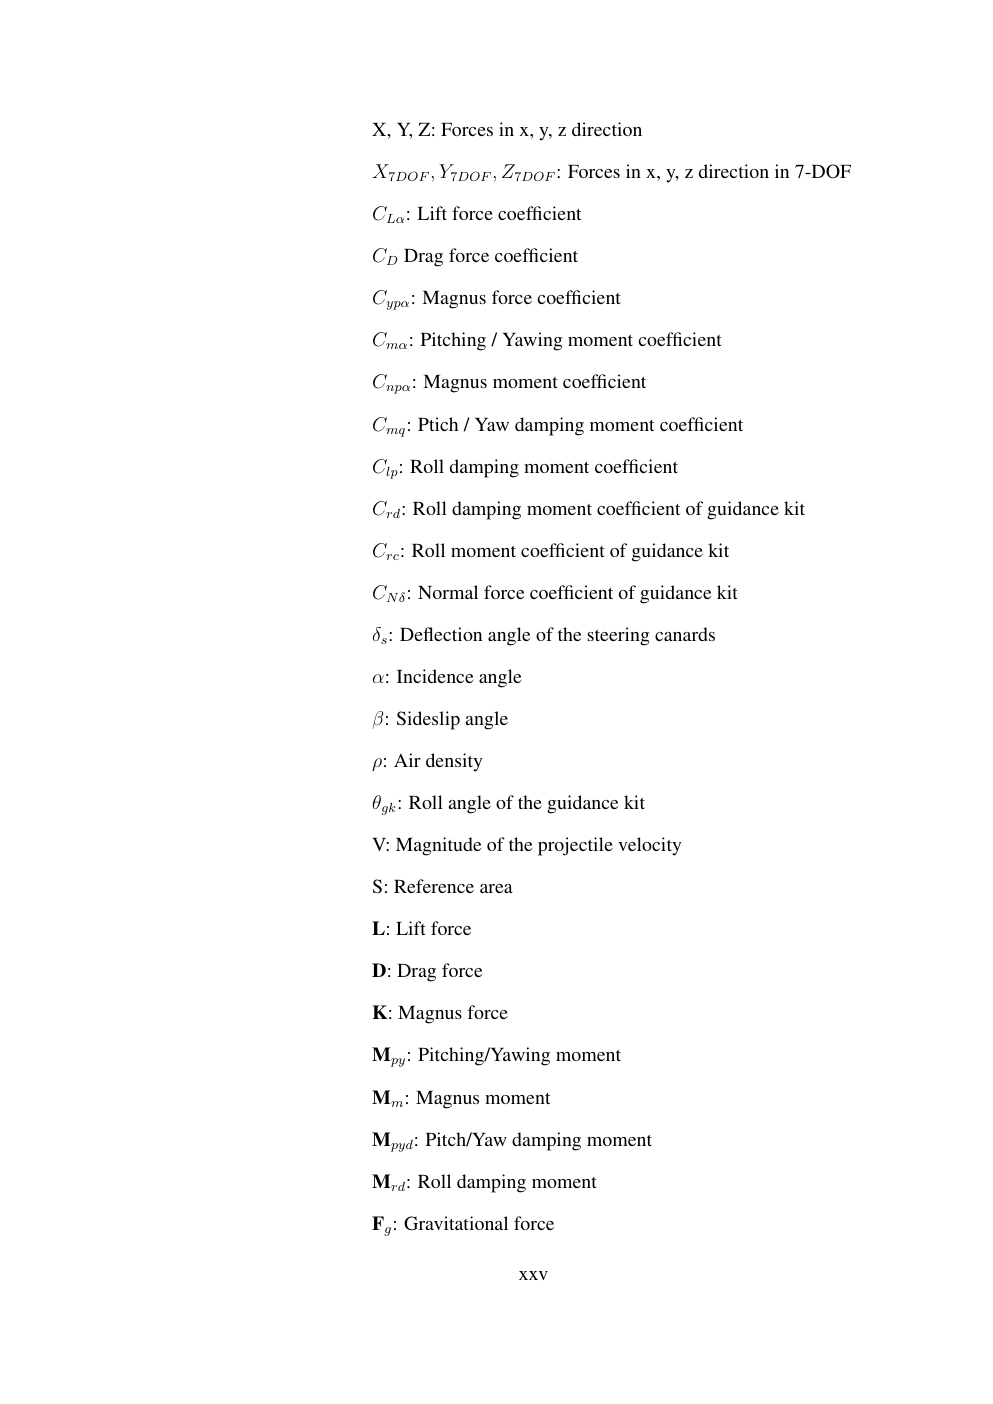 X, Y, Z: Forces in x, y, z direction
X_{7DOF}, Y_{7DOF}, Z_{7DOF}: Forces in x, y, z direction in 7-DOF
C_{Lα}: Lift force coefficient
C_D Drag force coefficient
C_{ypα}: Magnus force coefficient
C_{mα}: Pitching / Yawing moment coefficient
C_{npα}: Magnus moment coefficient
C_{mq}: Ptich / Yaw damping moment coefficient
C_{lp}: Roll damping moment coefficient
C_{rd}: Roll damping moment coefficient of guidance kit
C_{rc}: Roll moment coefficient of guidance kit
C_{Nδ}: Normal force coefficient of guidance kit
δ_s: Deflection angle of the steering canards
α: Incidence angle
β: Sideslip angle
ρ: Air density
θ_{gk}: Roll angle of the guidance kit
V: Magnitude of the projectile velocity
S: Reference area
L: Lift force
D: Drag force
K: Magnus force
M_{py}: Pitching/Yawing moment
M_m: Magnus moment
M_{pyd}: Pitch/Yaw damping moment
M_{rd}: Roll damping moment
F_g: Gravitational force
xxv